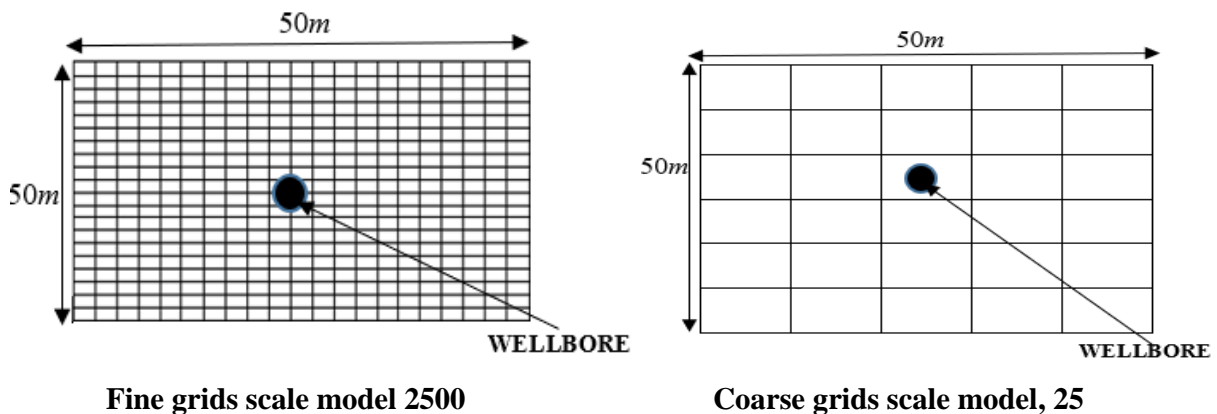 50m
50m
WELLBORE
Fine grids scale model 2500
50m
50m
WELLBORE
Coarse grids scale model, 25